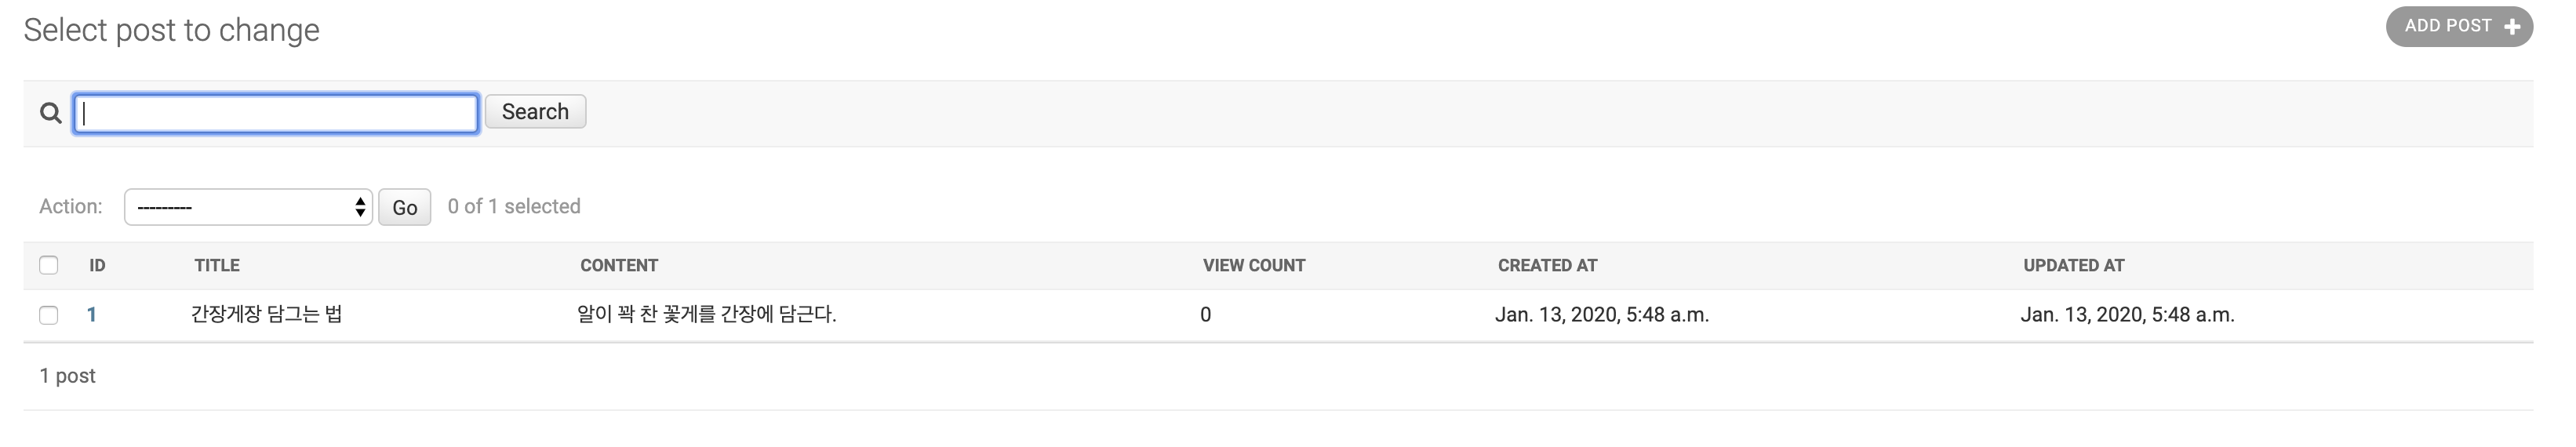 Select post to change
ADD POST +
Search
Action: --------- Go 0 of 1 selected
ID TITLE CONTENT VIEW COUNT CREATED AT UPDATED AT
1 간장게장 담그는 법 알이 꽉 찬 꽃게를 간장에 담근다. 0 Jan. 13, 2020, 5:48 a.m. Jan. 13, 2020, 5:48 a.m.
1 post